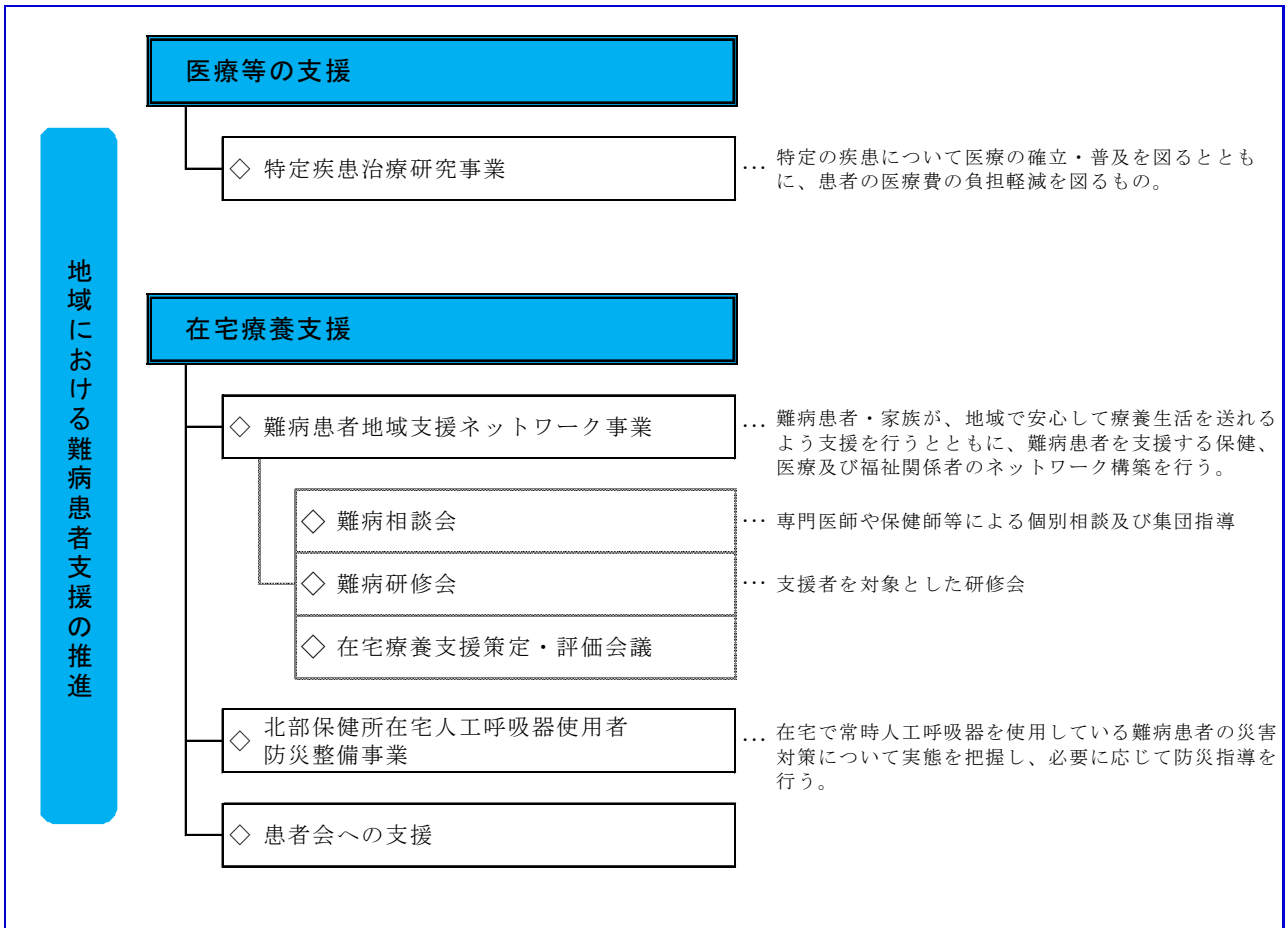 地域における難病患者支援の推進
医療等の支援
◇ 特定疾患治療研究事業
… 特定の疾患について医療の確立・普及を図るととも
に、患者の医療費の負担軽減を図るもの。
在宅療養支援
◇ 難病患者地域支援ネットワーク事業
… 難病患者・家族が、地域で安心して療養生活を送れる
よう支援を行うとともに、難病患者を支援する保健、
医療及び福祉関係者のネットワーク構築を行う。
◇ 難病相談会
… 専門医師や保健師等による個別相談及び集団指導
◇ 難病研修会
… 支援者を対象とした研修会
◇ 在宅療養支援策定・評価会議
◇ 北部保健所在宅人工呼吸器使用者
防災整備事業
… 在宅で常時人工呼吸器を使用している難病患者の災害
対策について実態を把握し、必要に応じて防災指導を
行う。
◇ 患者会への支援